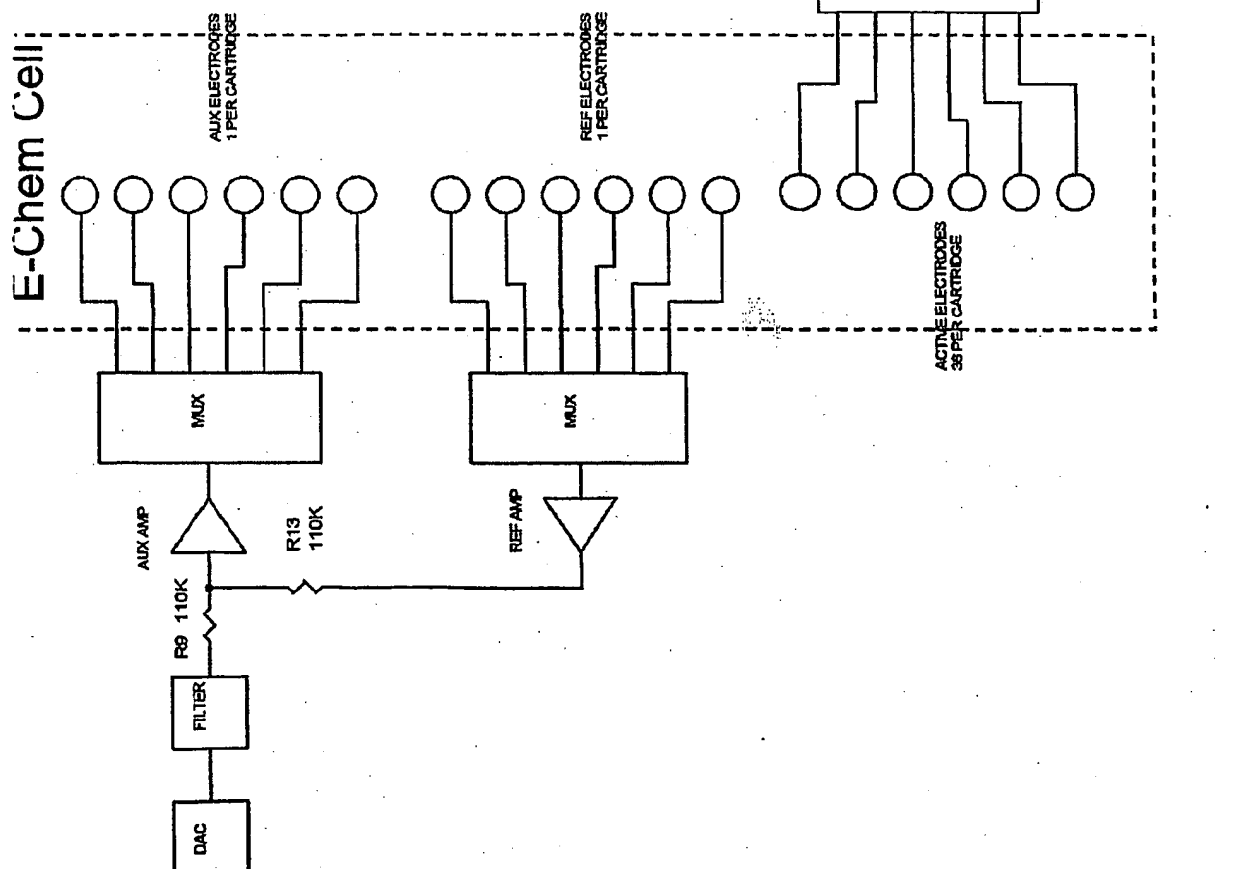 E-Chem Cell
AUX ELECTRODES
1 PER CARTRIDGE
REF ELECTRODES
1 PER CARTRIDGE
ACTIVE ELECTRODES
36 PER CARTRIDGE
MUX
MUX
AUX AMP
R13
110K
REF AMP
R9 110K
FILTER
DAC